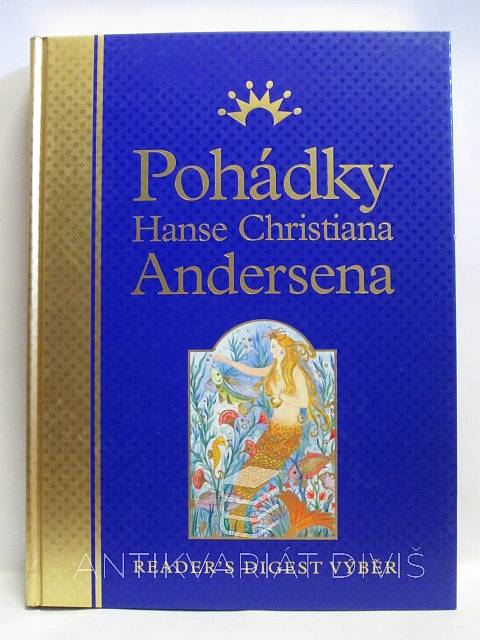 Pohádky
Hanse Christiana
Andersena
ANTIKVARIÁT DIVIŠ
READER'S DIGEST VÝBĚR